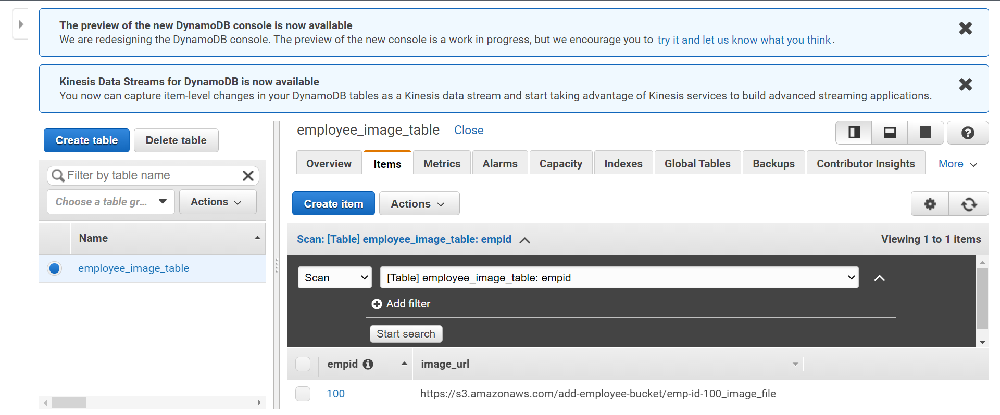 The preview of the new DynamoDB console is now available
We are redesigning the DynamoDB console. The preview of the new console is a work in progress, but we encourage you to try it and let us know what you think.
Kinesis Data Streams for DynamoDB is now available
You now can capture item-level changes in your DynamoDB tables as a Kinesis data stream and start taking advantage of Kinesis services to build advanced streaming applications.
Create table Delete table
Filter by table name
Choose a table gr... Actions
Name
employee_image_table
employee_image_table Close
Overview Items Metrics Alarms Capacity Indexes Global Tables Backups Contributor Insights More
Create item Actions
Scan: [Table] employee_image_table: empid Viewing 1 to 1 items
Scan [Table] employee_image_table: empid
Add filter
Start search
empid image_url
100 https://s3.amazonaws.com/add-employee-bucket/emp-id-100_image_file